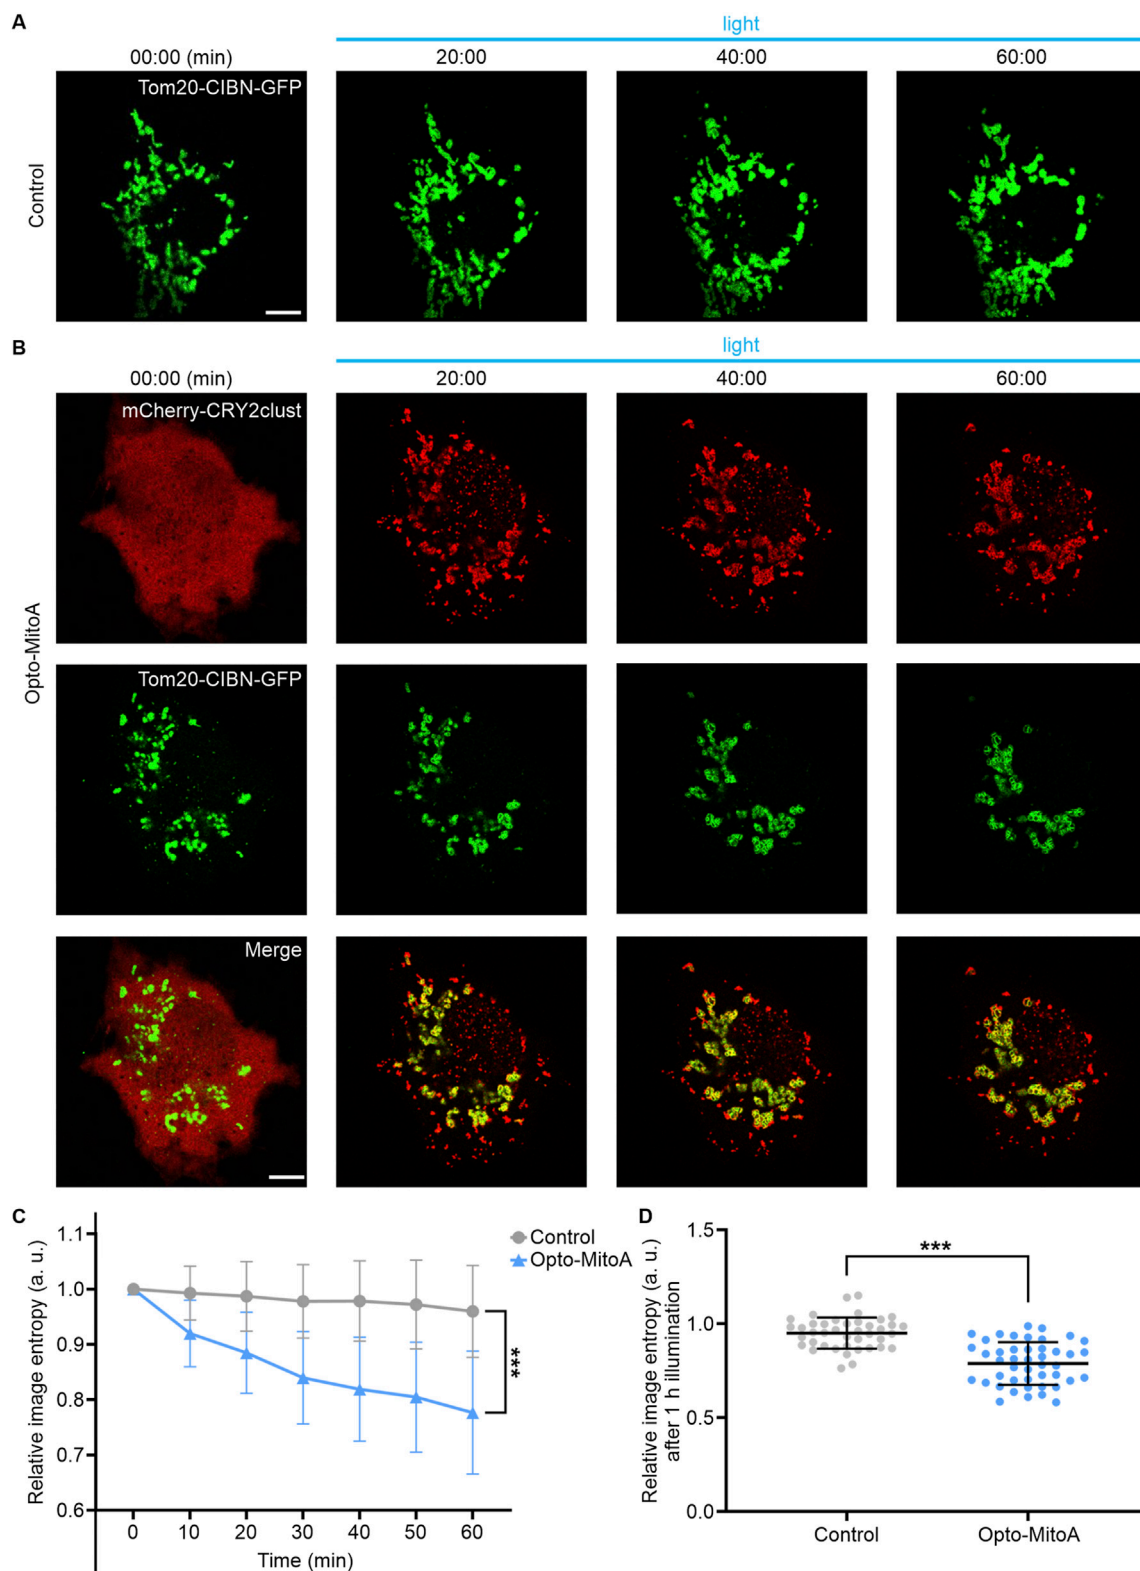 A
light
00:00 (min)
20:00
40:00
60:00
Tom20-CIBN-GFP
Control
B
light
00:00 (min)
20:00
40:00
60:00
mCherry-CRY2clust
Opto-MitoA
Tom20-CIBN-GFP
Merge
C
Relative image entropy (a. u.)
1.1
1.0
0.9
0.8
0.7
0.6
0
10
20
30
40
50
60
Time (min)
Control
Opto-MitoA
***
D
Relative image entropy (a. u.)
after 1 h illumination
1.5
1.0
0.5
0.0
***
Control
Opto-MitoA